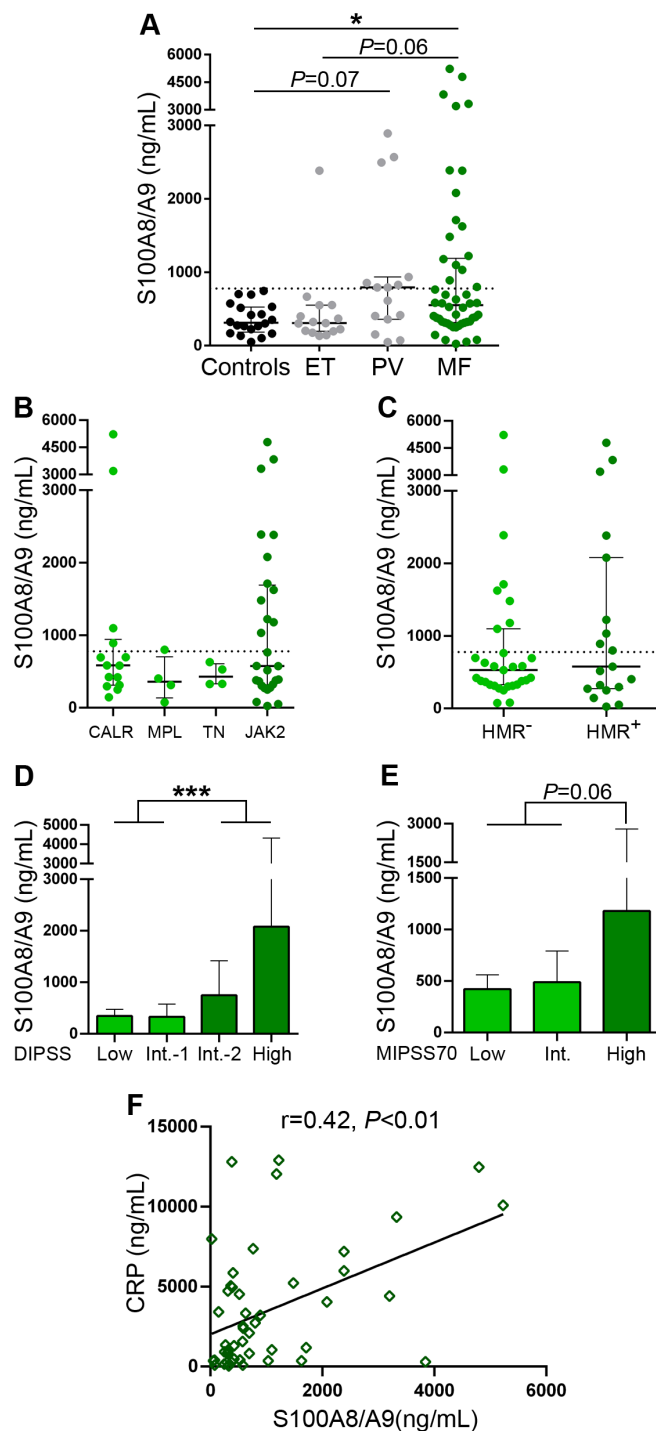 A
*
P=0.06
P=0.07
S100A8/A9 (ng/mL)
6000
4500
3000
3000
2000
1000
0
Controls ET PV MF
B
S100A8/A9 (ng/mL)
6000
4500
3000
3000
2000
1000
0
CALR MPL TN JAK2
C
S100A8/A9 (ng/mL)
6000
4500
3000
3000
2000
1000
0
HMR- HMR+
D
***
S100A8/A9 (ng/mL)
5000
4000
3000
3000
2000
1000
0
DIPSS Low Int.-1 Int.-2 High
E
P=0.06
S100A8/A9 (ng/mL)
3000
1500
1500
1000
500
0
MIPSS70 Low Int. High
F
r=0.42, P<0.01
CRP (ng/mL)
15000
10000
5000
0
0 2000 4000 6000
S100A8/A9(ng/mL)